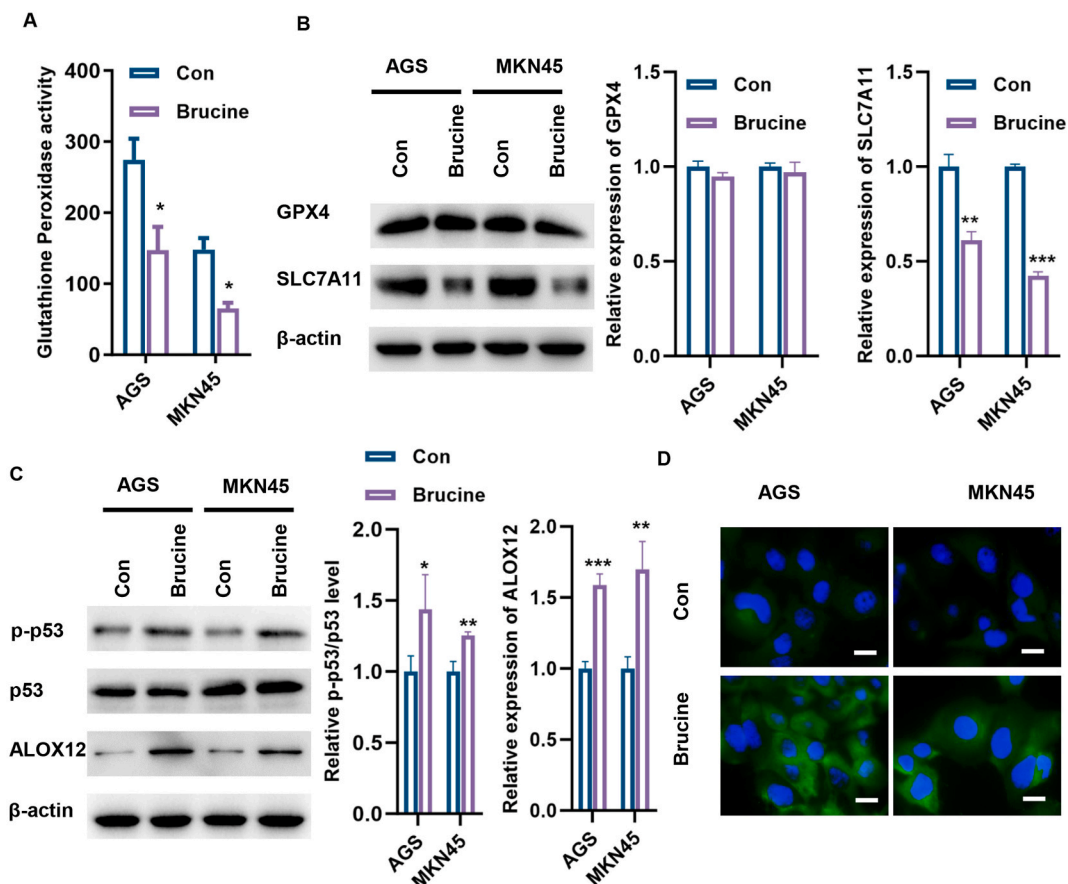 A
Glutathione Peroxidase activity
Con
Brucine
400
300
200
100
0
*
*
AGS
MKN45
B
AGS
MKN45
Con
Brucine
Con
Brucine
GPX4
SLC7A11
β-actin
Relative expression of GPX4
Con
Brucine
1.5
1.0
0.5
0.0
AGS
MKN45
Relative expression of SLC7A11
Con
Brucine
1.5
1.0
0.5
0.0
**
***
AGS
MKN45
C
AGS
MKN45
Con
Brucine
Con
Brucine
p-p53
p53
ALOX12
β-actin
Con
Brucine
Relative p-p53/p53 level
2.0
1.5
1.0
0.5
0.0
*
**
AGS
MKN45
Relative expression of ALOX12
2.0
1.5
1.0
0.5
0.0
***
**
AGS
MKN45
D
AGS
MKN45
Con
Brucine